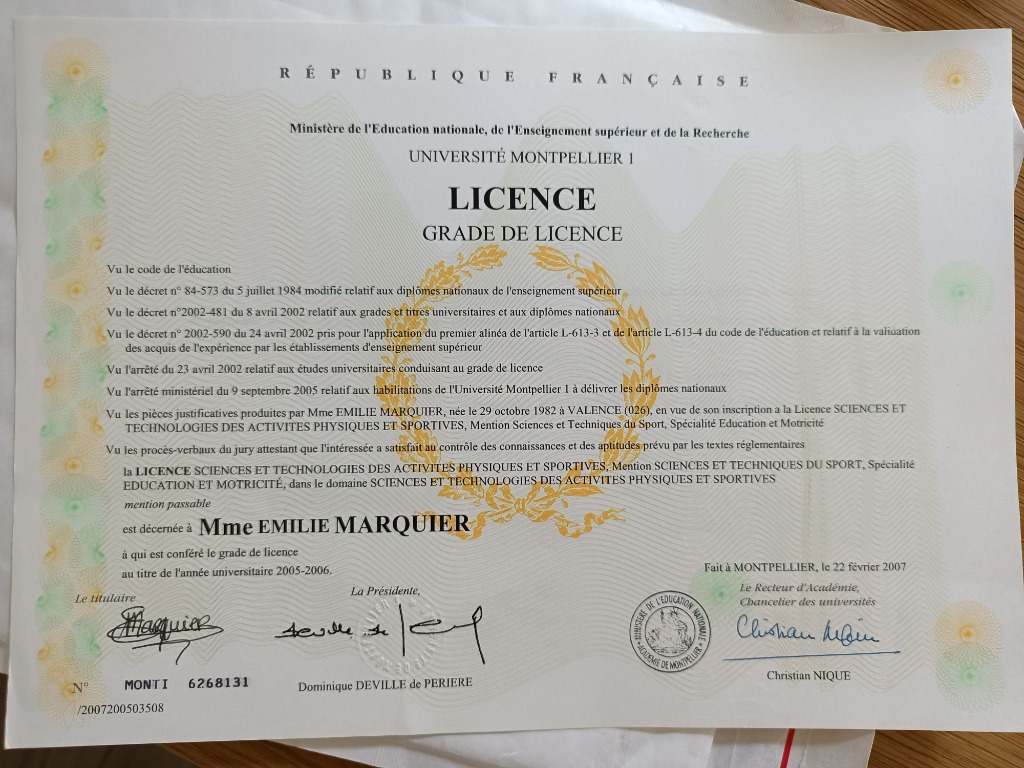 RÉPUBLIQUE FRANÇAISE
Ministère de l'Education nationale, de l'Enseignement supérieur et de la Recherche
UNIVERSITÉ MONTPELLIER 1
LICENCE
GRADE DE LICENCE
Vu le code de l'éducation
Vu le décret n° 84-573 du 5 juillet 1984 modifié relatif aux diplômes nationaux de l'enseignement supérieur
Vu le décret n°2002-481 du 8 avril 2002 relatif aux grades et titres universitaires et aux diplômes nationaux
Vu le décret n° 2002-590 du 24 avril 2002 pris pour l'application du premier alinéa de l'article L-613-3 et de l'article L-613-4 du code de l'éducation et relatif à la valuation
des acquis de l'expérience par les établissements d'enseignement supérieur
Vu l'arrêté du 23 avril 2002 relatif aux études universitaires conduisant au grade de licence
Vu l'arrêté ministériel du 9 septembre 2005 relatif aux habilitations de l'Université Montpellier 1 à délivrer les diplômes nationaux
Vu les pièces justificatives produites par Mme EMILIE MARQUIER, née le 29 octobre 1982 à VALENCE (026), en vue de son inscription a la Licence SCIENCES ET
TECHNOLOGIES DES ACTIVITES PHYSIQUES ET SPORTIVES, Mention Sciences et Techniques du Sport, Spécialité Education et Motricité
Vu les procès-verbaux du jury attestant que l'intéressée a satisfait au contrôle des connaissances et des aptitudes prévu par les textes réglementaires
la LICENCE SCIENCES ET TECHNOLOGIES DES ACTIVITES PHYSIQUES ET SPORTIVES, Mention SCIENCES ET TECHNIQUES DU SPORT, Spécialité
EDUCATION ET MOTRICITÉ, dans le domaine SCIENCES ET TECHNOLOGIES DES ACTIVITES PHYSIQUES ET SPORTIVES
mention passable
est décernée à Mme EMILIE MARQUIER
à qui est conféré le grade de licence
au titre de l'année universitaire 2005-2006.
Fait à MONTPELLIER, le 22 février 2007
Le titulaire
La Présidente,
Le Recteur d'Académie,
Chancelier des universités
Marquier
MINISTÈRE DE L'EDUCATION NATIONALE
ACADÉMIE DE MONTPELLIER
N° MONTI 6268131
Dominique DEVILLE de PERIERE
Christian NIQUE
/2007200503508